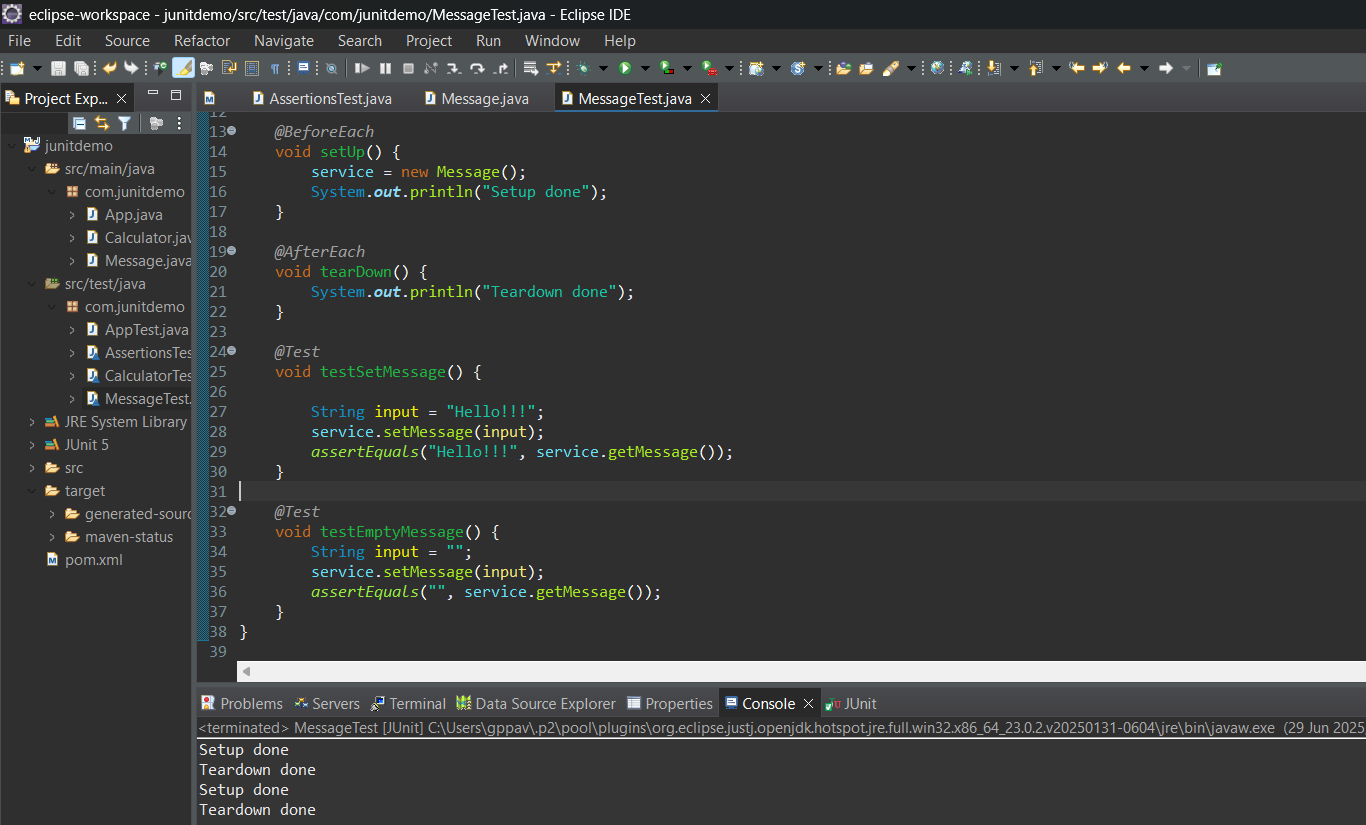 eclipse-workspace - junitdemo/src/test/java/com/junitdemo/MessageTest.java - Eclipse IDE
File Edit Source Refactor Navigate Search Project Run Window Help
Project Exp...
AssertionsTest.java
Message.java
MessageTest.java
junitdemo
src/main/java
com.junitdemo
App.java
Calculator.jav
Message.java
src/test/java
com.junitdemo
AppTest.java
AssertionsTes
CalculatorTes
MessageTest.
JRE System Library
JUnit 5
src
target
generated-sourc
maven-status
pom.xml
12
13 @BeforeEach
14 void setUp() {
15 service = new Message();
16 System.out.println("Setup done");
17 }
18
19 @AfterEach
20 void tearDown() {
21 System.out.println("Teardown done");
22 }
23
24 @Test
25 void testSetMessage() {
26
27 String input = "Hello!!!";
28 service.setMessage(input);
29 assertEquals("Hello!!!", service.getMessage());
30 }
31
32 @Test
33 void testEmptyMessage() {
34 String input = "";
35 service.setMessage(input);
36 assertEquals("", service.getMessage());
37 }
38 }
39
Problems Servers Terminal Data Source Explorer Properties Console JUnit
<terminated> MessageTest [JUnit] C:\Users\gppav\.p2\pool\plugins\org.eclipse.justj.openjdk.hotspot.jre.full.win32.x86_64_23.0.2.v20250131-0604\jre\bin\javaw.exe (29 Jun 2025
Setup done
Teardown done
Setup done
Teardown done